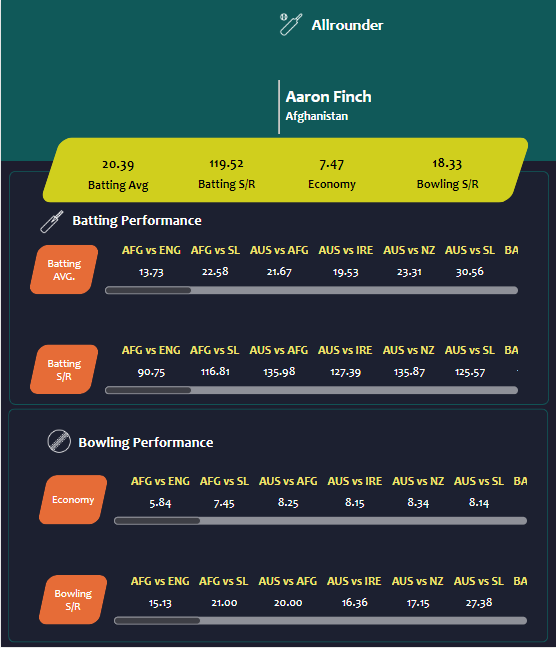 Allrounder
Aaron Finch
Afghanistan
20.39 119.52 7.47 18.33
Batting Avg Batting S/R Economy Bowling S/R
Batting Performance
AFG vs ENG AFG vs SL AUS vs AFG AUS vs IRE AUS vs NZ AUS vs SL BA
Batting
AVG.
13.73 22.58 21.67 19.53 23.31 30.56
AFG vs ENG AFG vs SL AUS vs AFG AUS vs IRE AUS vs NZ AUS vs SL BA
Batting
S/R
90.75 116.81 135.98 127.39 135.87 125.57
Bowling Performance
AFG vs ENG AFG vs SL AUS vs AFG AUS vs IRE AUS vs NZ AUS vs SL BA
Economy
5.84 7.45 8.25 8.15 8.34 8.14
AFG vs ENG AFG vs SL AUS vs AFG AUS vs IRE AUS vs NZ AUS vs SL BA
Bowling
S/R
15.13 21.00 20.00 16.36 17.15 27.38